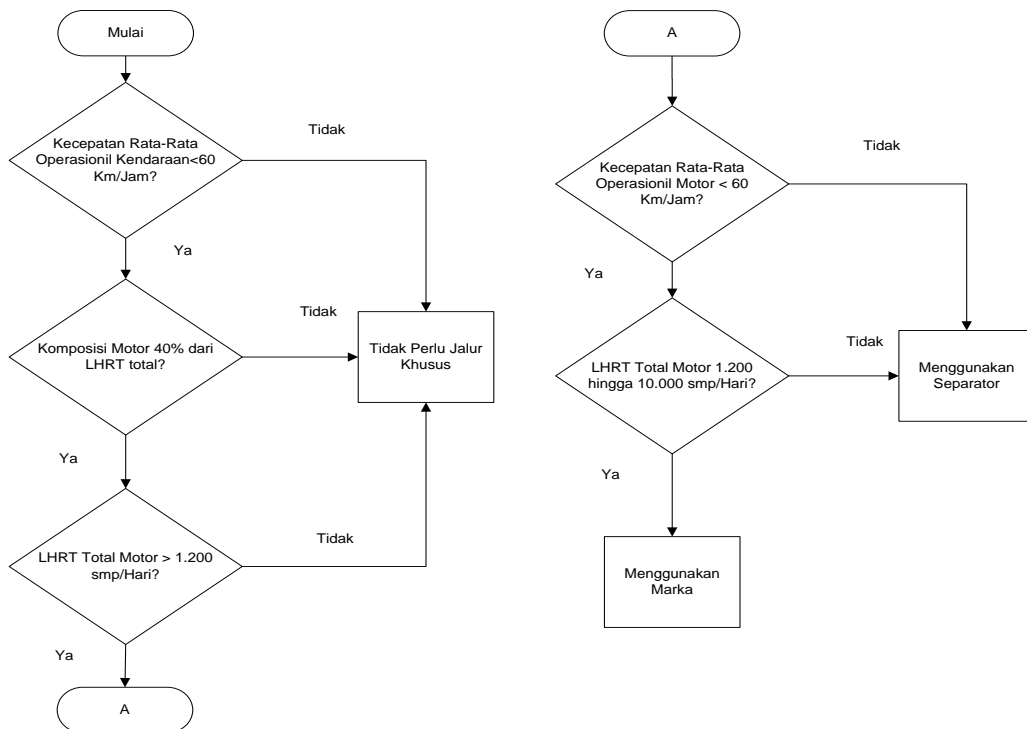 Mulai
Kecepatan Rata-Rata
Operasionil Kendaraan<60
Km/Jam?
Tidak
Ya
Komposisi Motor 40% dari
LHRT total?
Tidak
Tidak Perlu Jalur
Khusus
Ya
LHRT Total Motor > 1.200
smp/Hari?
Tidak
Ya
A
A
Kecepatan Rata-Rata
Operasionil Motor < 60
Km/Jam?
Tidak
Ya
LHRT Total Motor 1.200
hingga 10.000 smp/Hari?
Tidak
Menggunakan
Separator
Ya
Menggunakan
Marka